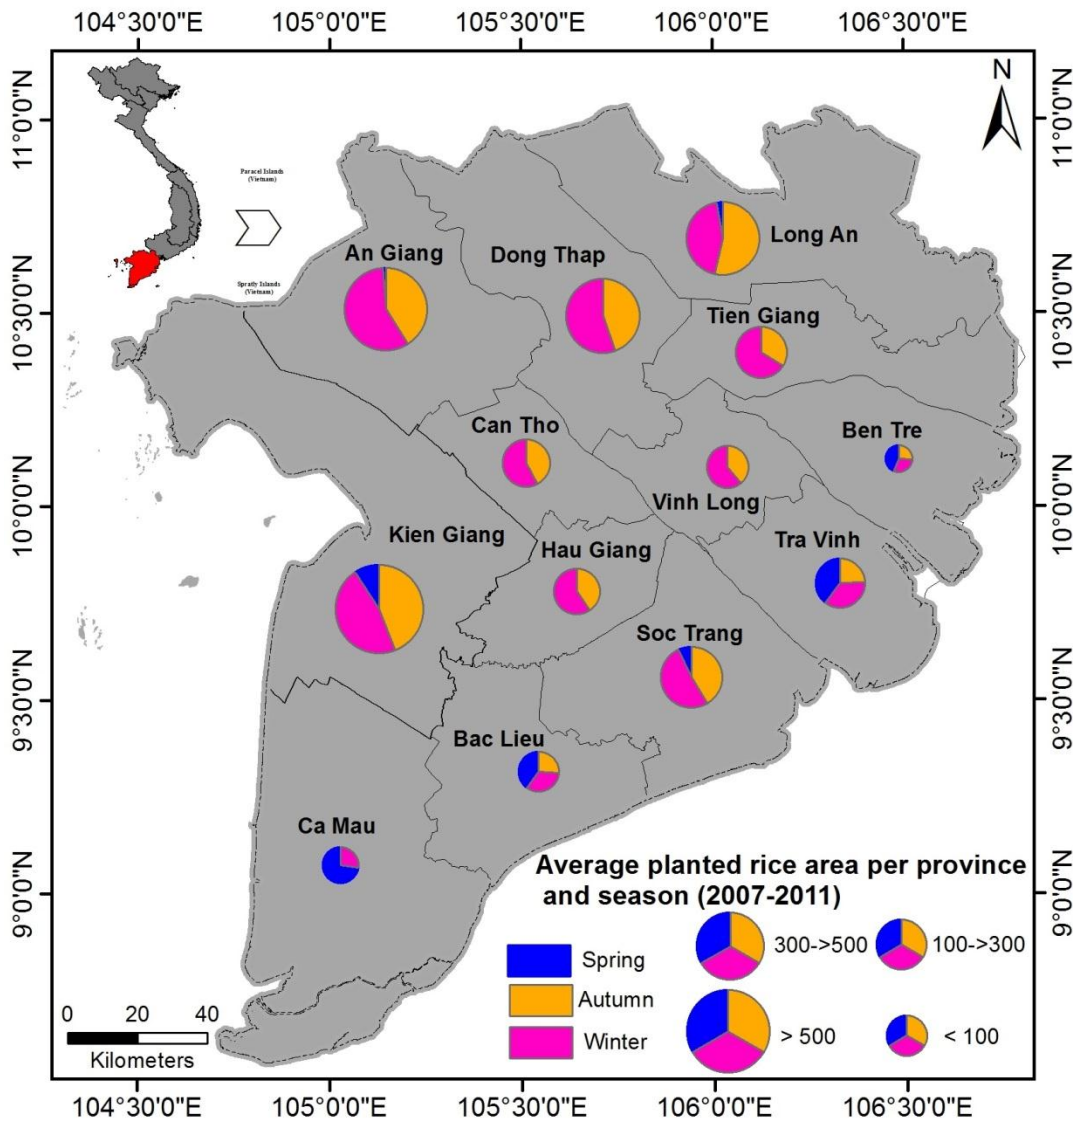 104°30'0"E 105°0'0"E 105°30'0"E 106°0'0"E 106°30'0"E
11°0'0"N
10°30'0"N
10°0'0"N
9°30'0"N
9°0'0"N
11°0'0"N
10°30'0"N
10°0'0"N
9°30'0"N
9°0'0"N
N
Paracel Islands
(Vietnam)
Spratly Islands
(Vietnam)
Long An
An Giang
Dong Thap
Tien Giang
Can Tho
Ben Tre
Vinh Long
Kien Giang
Hau Giang
Tra Vinh
Soc Trang
Bac Lieu
Ca Mau
Average planted rice area per province
and season (2007-2011)
Spring
Autumn
Winter
300->500
100->300
> 500
< 100
0 20 40
Kilometers
104°30'0"E 105°0'0"E 105°30'0"E 106°0'0"E 106°30'0"E